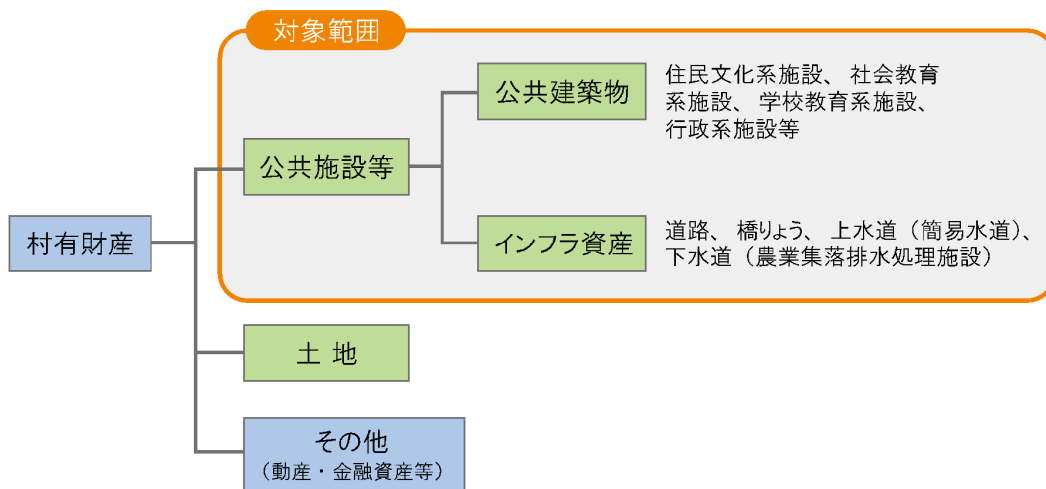 対象範囲
公共建築物
住民文化系施設、社会教育
系施設、学校教育系施設、
行政系施設等
公共施設等
村有財産
インフラ資産
道路、橋りょう、上水道（簡易水道）、
下水道（農業集落排水処理施設）
土地
その他
（動産・金融資産等）